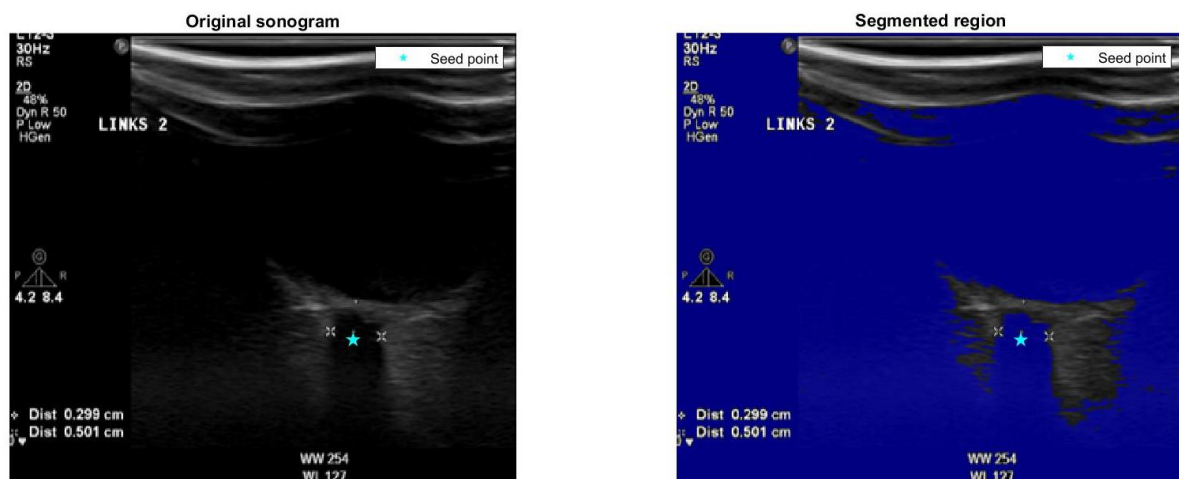 Original sonogram
30Hz
RS
P
Seed point
2D
48%
Dyn R 50
P Low
HGen
LINKS 2
G
P R
4.2 8.4
Dist 0.299 cm
Dist 0.501 cm
WW 254
WL 127
Segmented region
30Hz
RS
P
Seed point
2D
48%
Dyn R 50
P Low
HGen
LINKS 2
G
P R
4.2 8.4
Dist 0.299 cm
Dist 0.501 cm
WW 254
WL 127